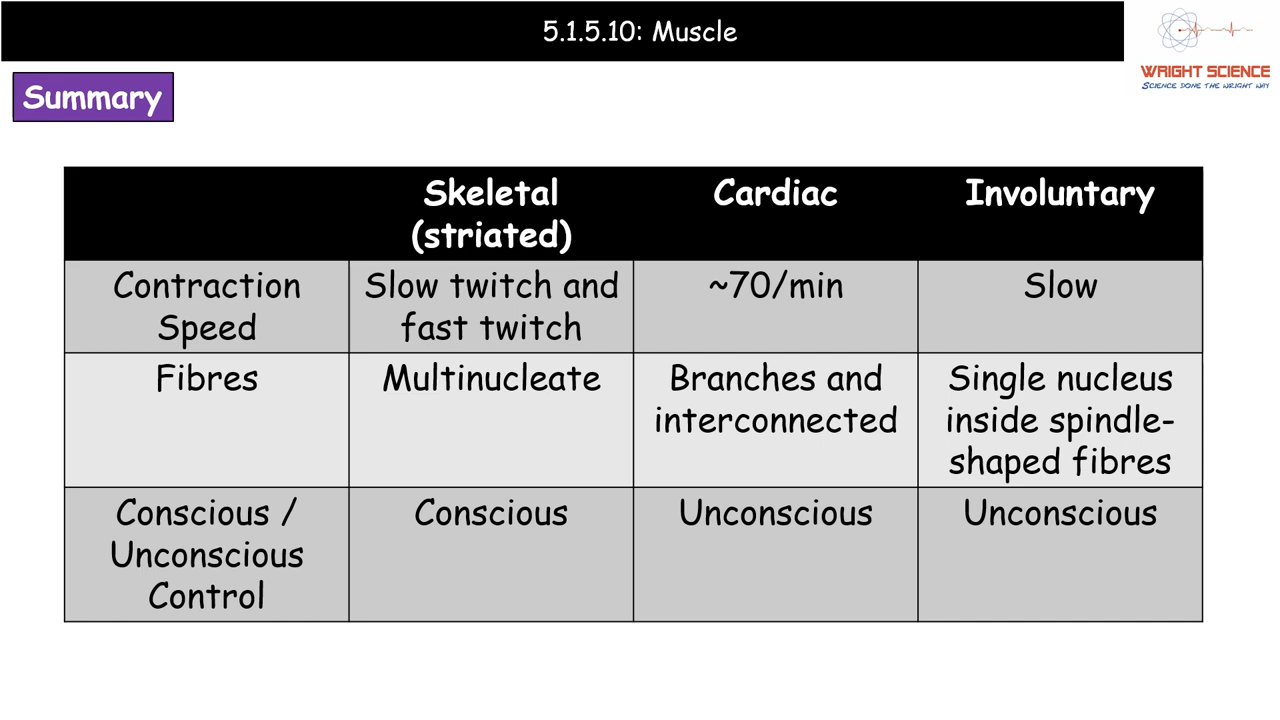 5.1.5.10: Muscle
WRIGHT SCIENCE
SCIENCE DONE THE WRIGHT WAY
Summary
Skeletal (striated) Cardiac Involuntary
Contraction Speed Slow twitch and fast twitch ~70/min Slow
Fibres Multinucleate Branches and interconnected Single nucleus inside spindle-shaped fibres
Conscious / Unconscious Control Conscious Unconscious Unconscious